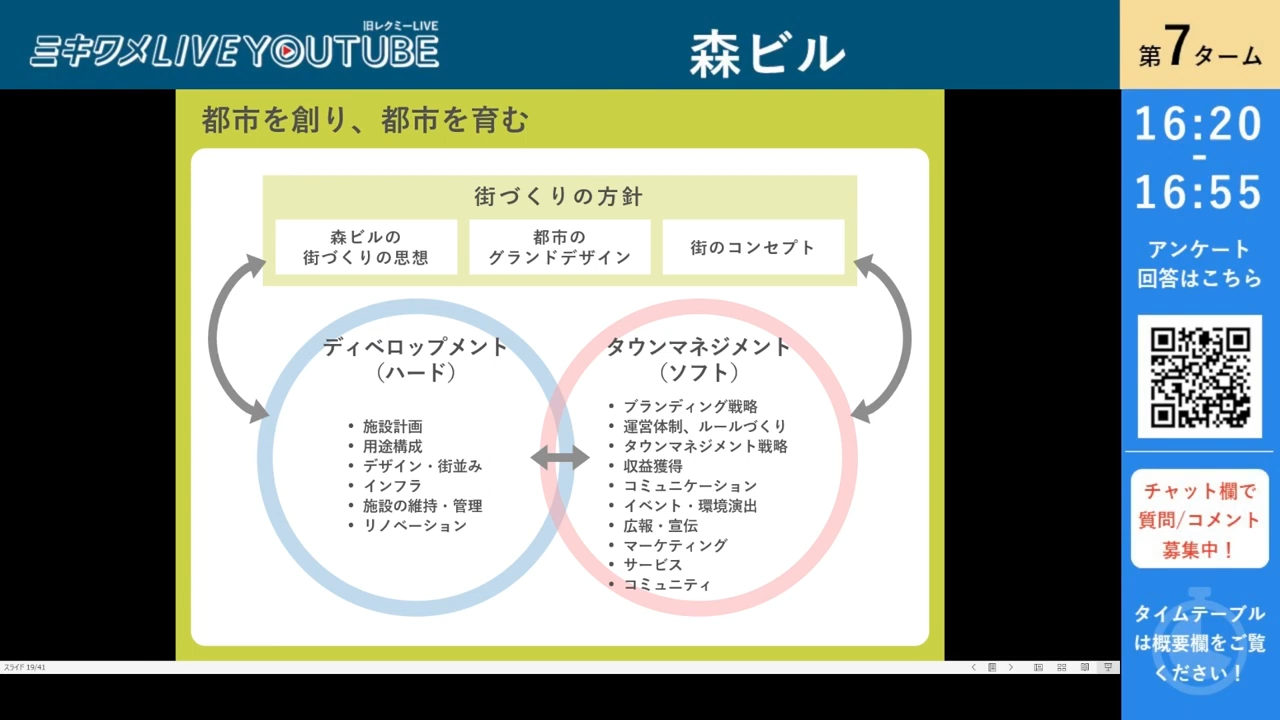 旧レクミーLIVE
ミキワメLIVE YOUTUBE
森ビル
第7ターム
都市を創り、都市を育む
街づくりの方針
森ビルの
街づくりの思想
都市の
グランドデザイン
街のコンセプト
ディベロップメント
（ハード）
・施設計画
・用途構成
・デザイン・街並み
・インフラ
・施設の維持・管理
・リノベーション
タウンマネジメント
（ソフト）
・ブランディング戦略
・運営体制、ルールづくり
・タウンマネジメント戦略
・収益獲得
・コミュニケーション
・イベント・環境演出
・広報・宣伝
・マーケティング
・サービス
・コミュニティ
16:20
-
16:55
アンケート
回答はこちら
チャット欄で
質問/コメント
募集中！
タイムテーブル
は概要欄をご覧
ください！
スライド 19/41